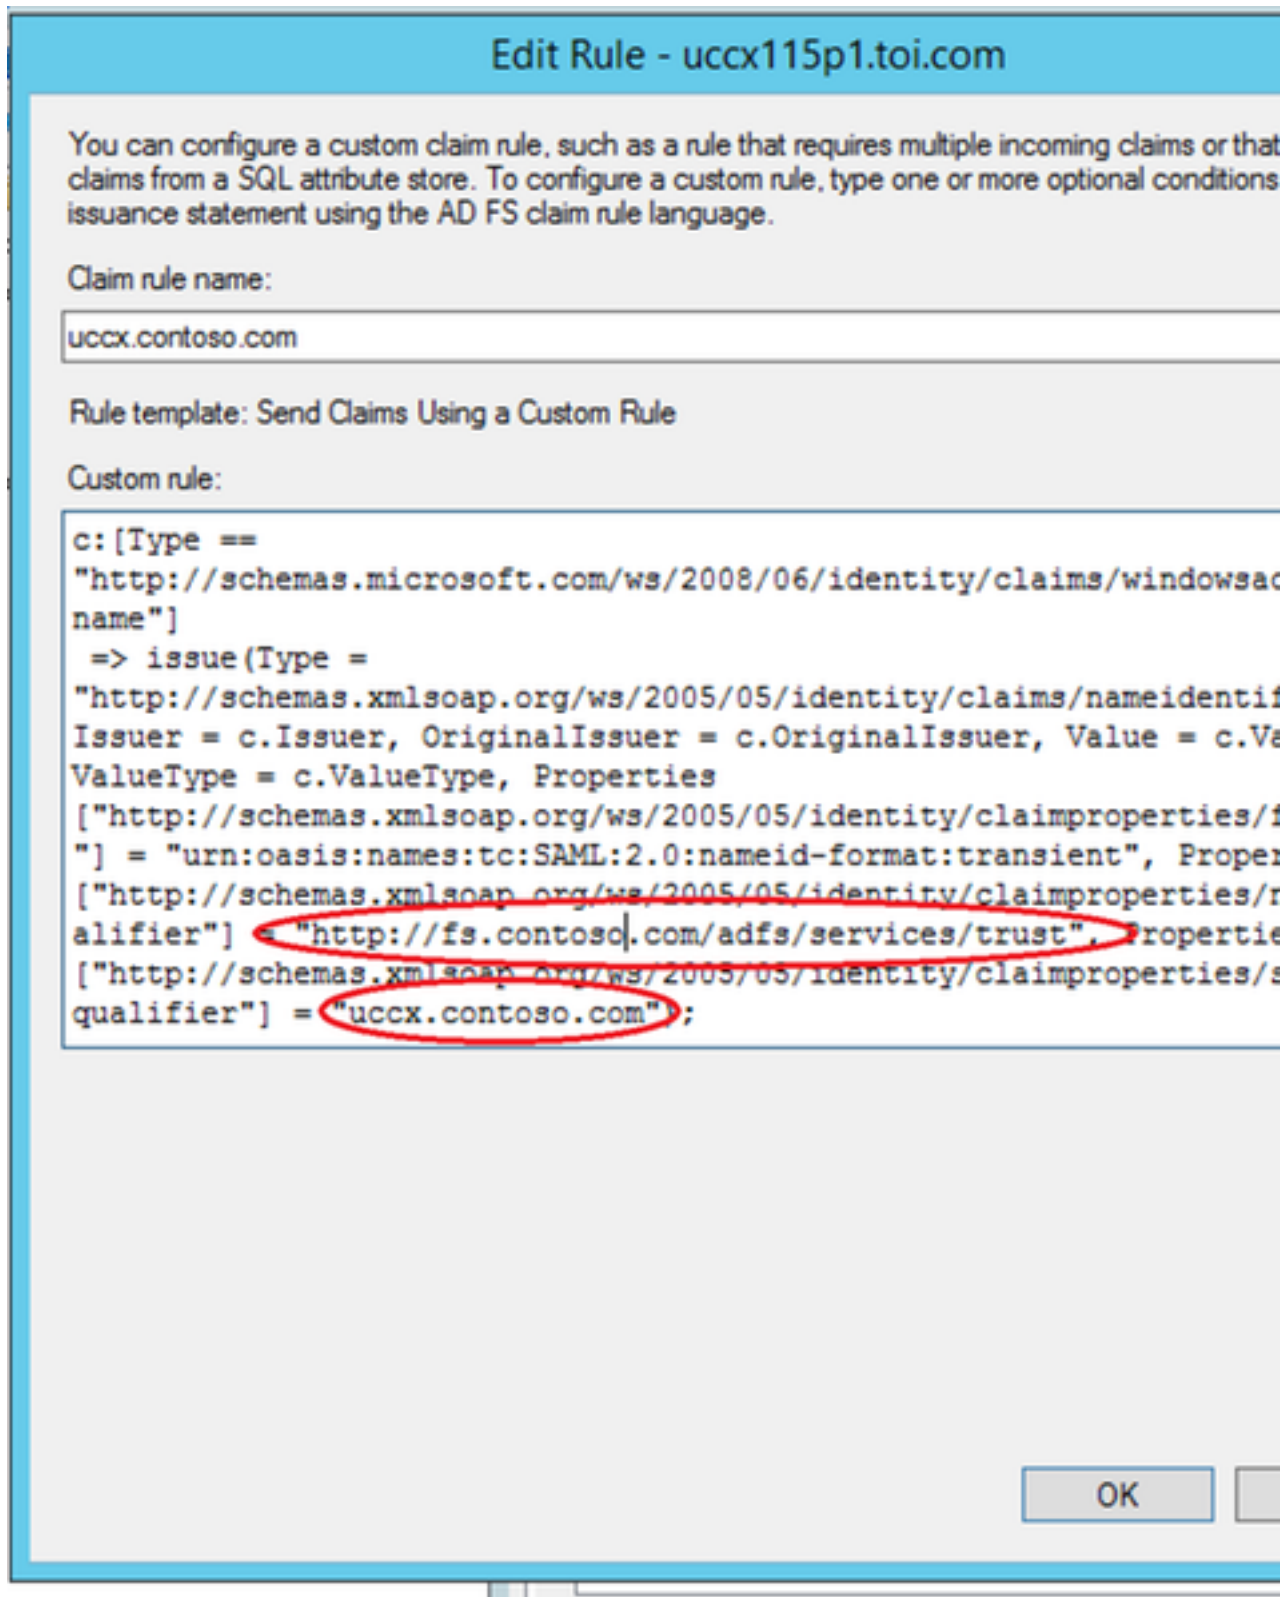 Edit Rule - uccx115p1.toi.com
You can configure a custom claim rule, such as a rule that requires multiple incoming claims or that
claims from a SQL attribute store. To configure a custom rule, type one or more optional conditions
issuance statement using the AD FS claim rule language.
Claim rule name:
uccx.contoso.com
Rule template: Send Claims Using a Custom Rule
Custom rule:
c:[Type ==
"http://schemas.microsoft.com/ws/2008/06/identity/claims/windowsac
name"]
=> issue(Type =
"http://schemas.xmlsoap.org/ws/2005/05/identity/claims/nameidentif
Issuer = c.Issuer, OriginalIssuer = c.OriginalIssuer, Value = c.Va
ValueType = c.ValueType, Properties
["http://schemas.xmlsoap.org/ws/2005/05/identity/claimproperties/f
"] = "urn:oasis:names:tc:SAML:2.0:nameid-format:transient", Proper
["http://schemas.xmlsoap.org/ws/2005/05/identity/claimproperties/n
alifier"] = "http://fs.contoso.com/adfs/services/trust", Propertie
["http://schemas.xmlsoap.org/ws/2005/05/identity/claimproperties/s
qualifier"] = "uccx.contoso.com");
OK